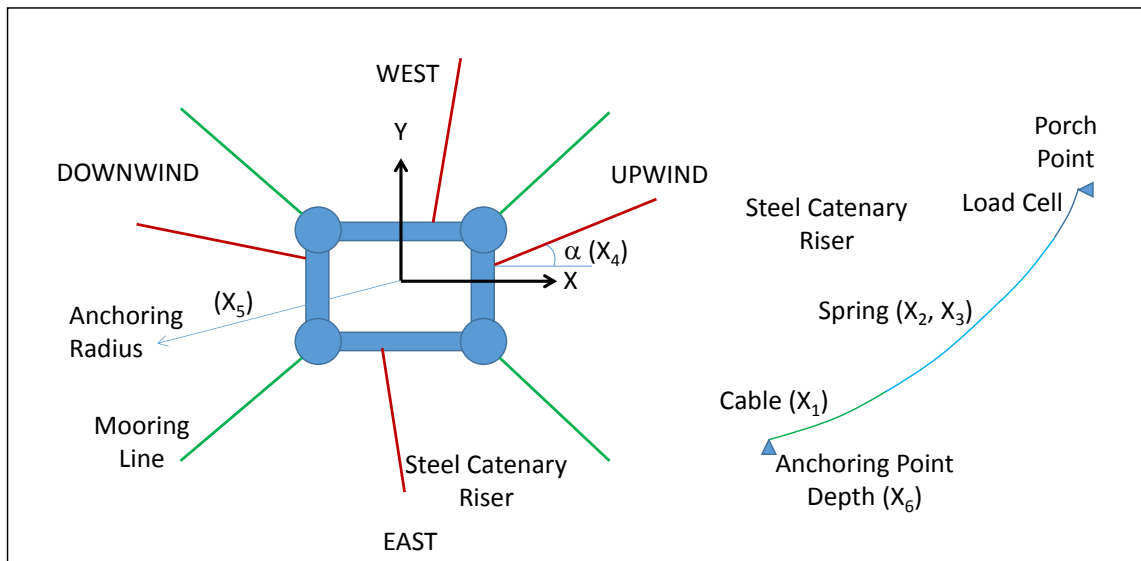 WEST
Y
DOWNWIND
UPWIND
α (X4)
X
(X5)
Anchoring
Radius
Mooring
Line
Steel Catenary
Riser
EAST
Porch
Point
Load Cell
Steel Catenary
Riser
Spring (X2, X3)
Cable (X1)
Anchoring Point
Depth (X6)